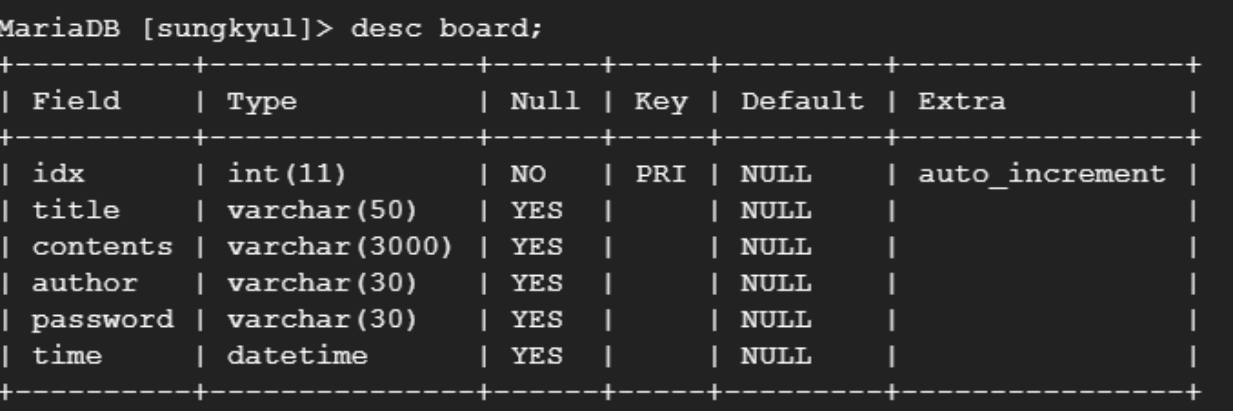 MariaDB [sungkyul]> desc board;
+----------+---------------+------+-----+---------+----------------+
| Field    | Type          | Null | Key | Default | Extra          |
+----------+---------------+------+-----+---------+----------------+
| idx      | int(11)       | NO   | PRI | NULL    | auto_increment |
| title    | varchar(50)   | YES  |     | NULL    |                |
| contents | varchar(3000) | YES  |     | NULL    |                |
| author   | varchar(30)   | YES  |     | NULL    |                |
| password | varchar(30)   | YES  |     | NULL    |                |
| time     | datetime      | YES  |     | NULL    |                |
+----------+---------------+------+-----+---------+----------------+